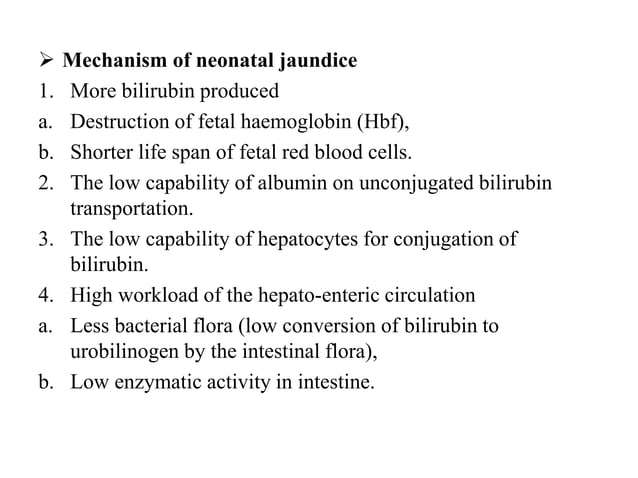 ➢ Mechanism of neonatal jaundice
1. More bilirubin produced
a. Destruction of fetal haemoglobin (Hbf),
b. Shorter life span of fetal red blood cells.
2. The low capability of albumin on unconjugated bilirubin
transportation.
3. The low capability of hepatocytes for conjugation of
bilirubin.
4. High workload of the hepato-enteric circulation
a. Less bacterial flora (low conversion of bilirubin to
urobilinogen by the intestinal flora),
b. Low enzymatic activity in intestine.